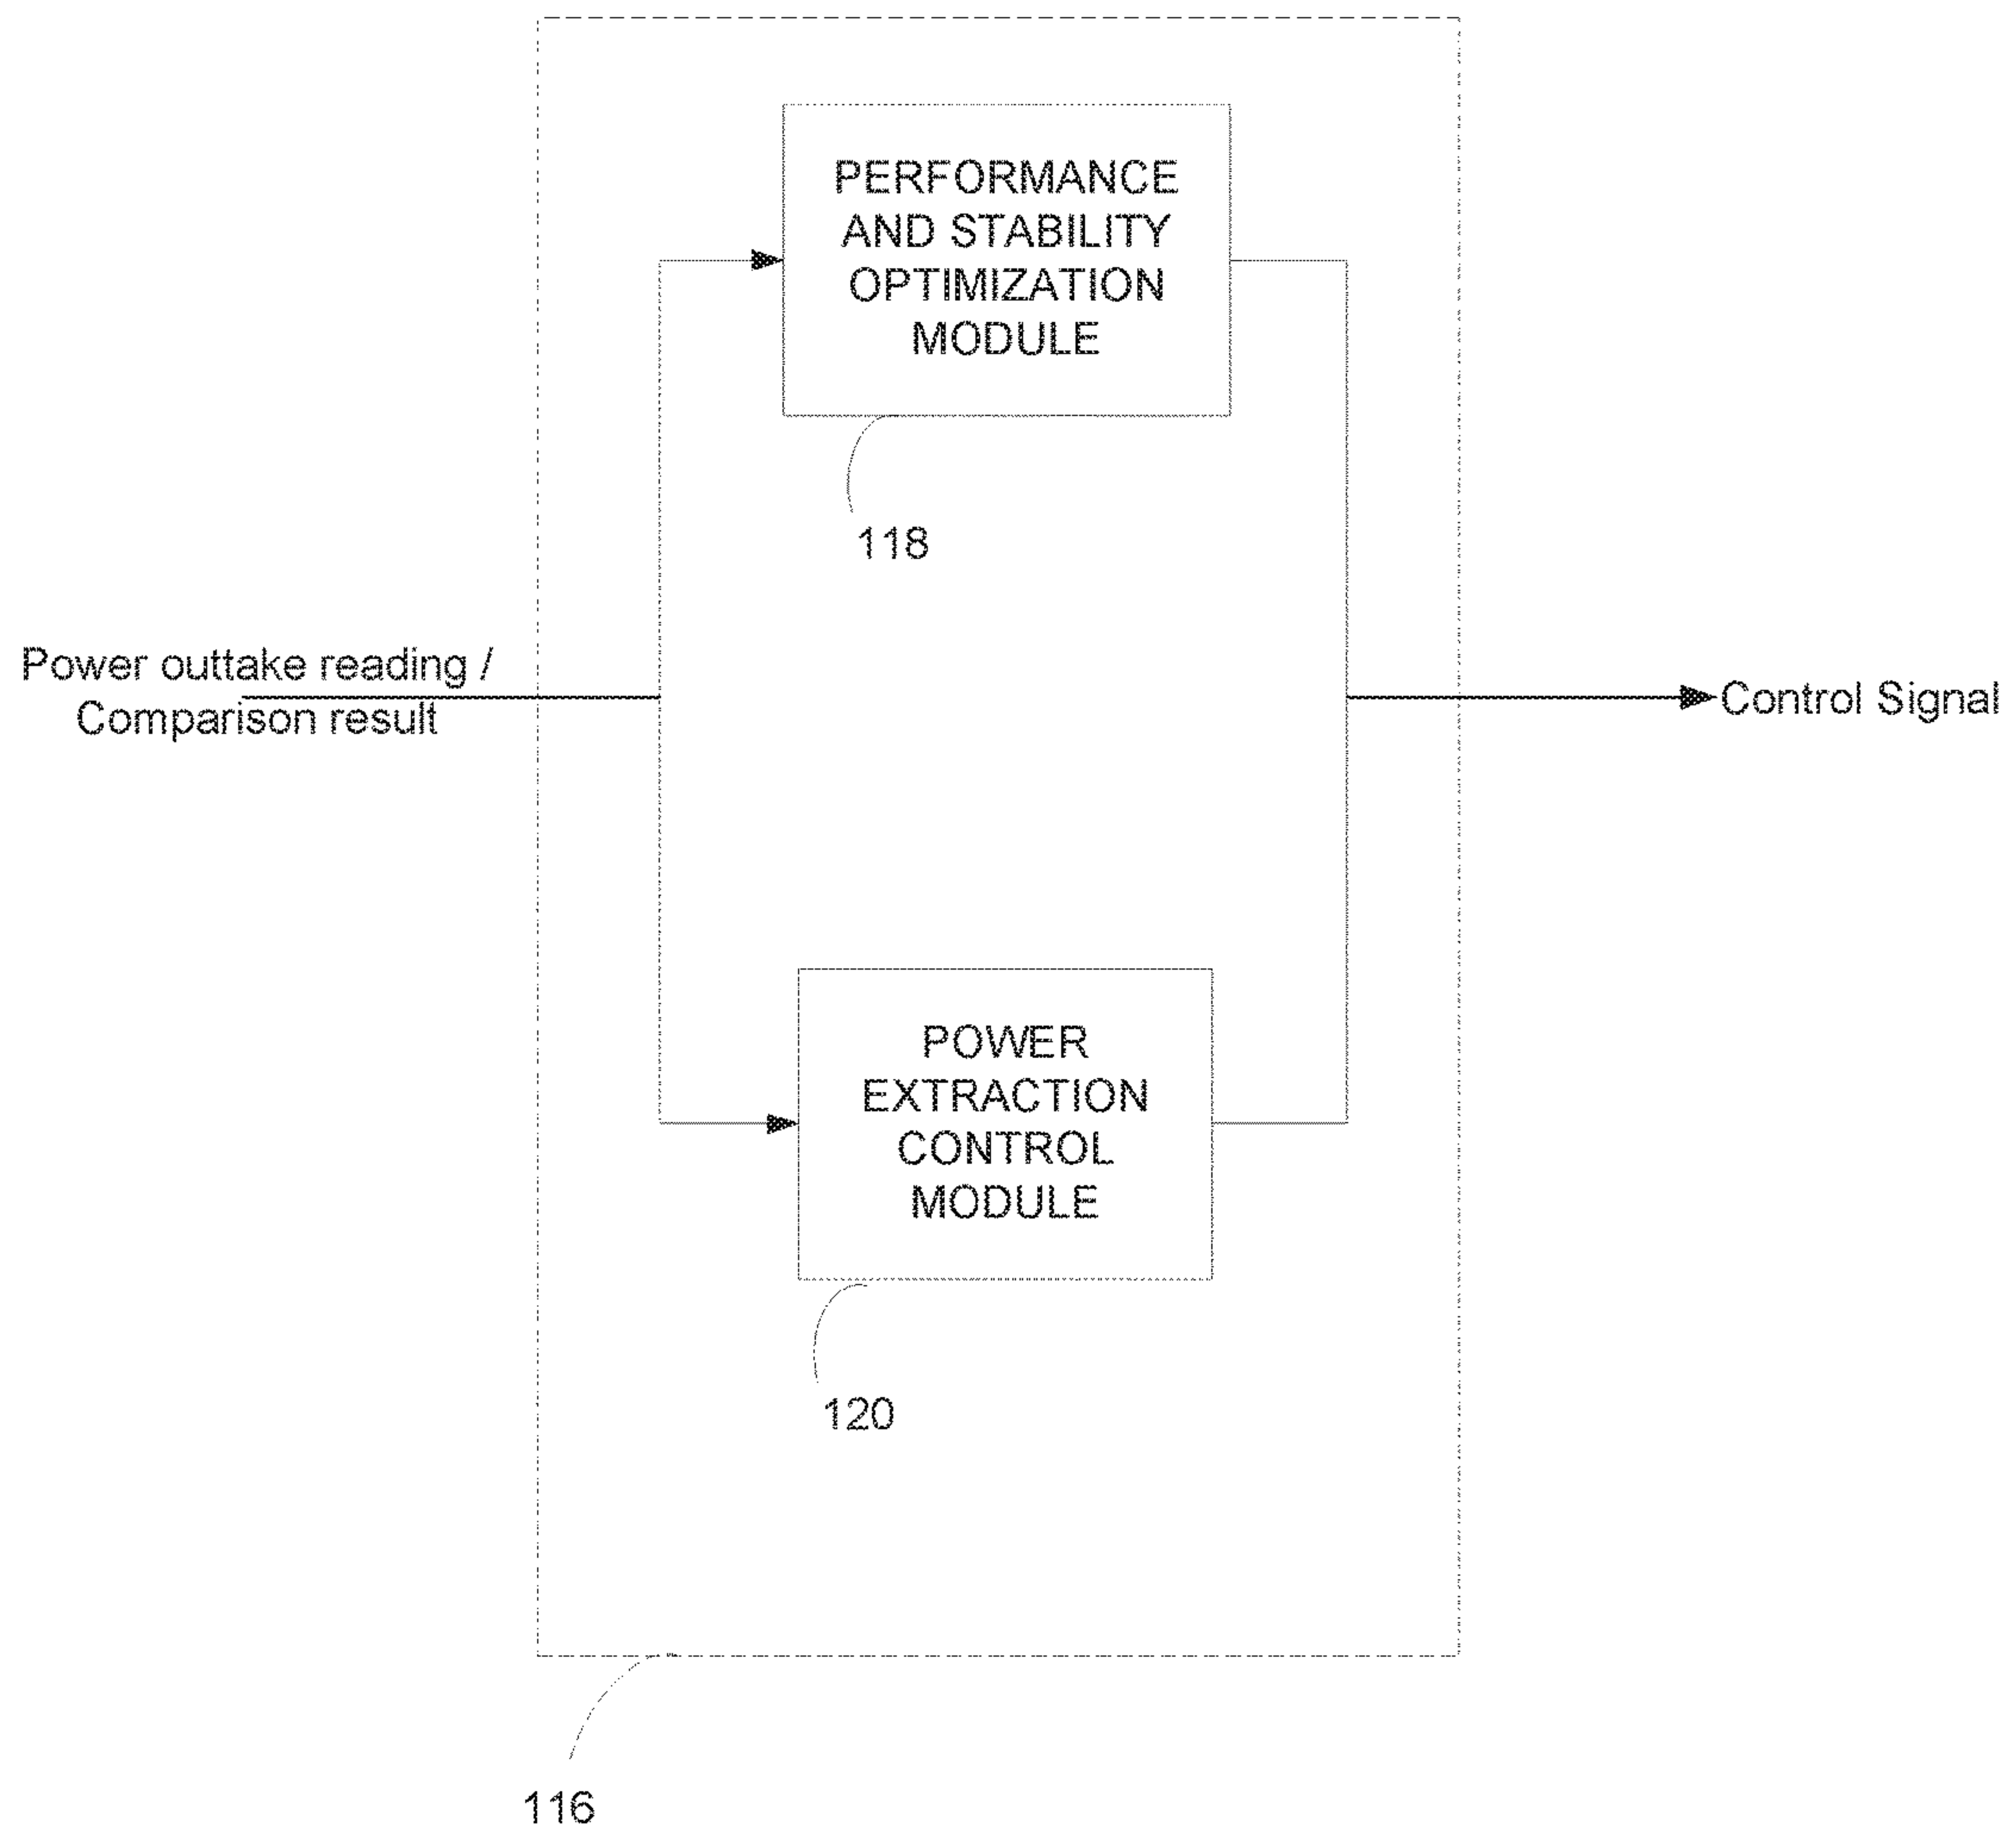 PERFORMANCE
AND STABILITY
OPTIMIZATION
MODULE
118
Power outtake reading /
Comparison result
Control Signal
POWER
EXTRACTION
CONTROL
MODULE
120
116